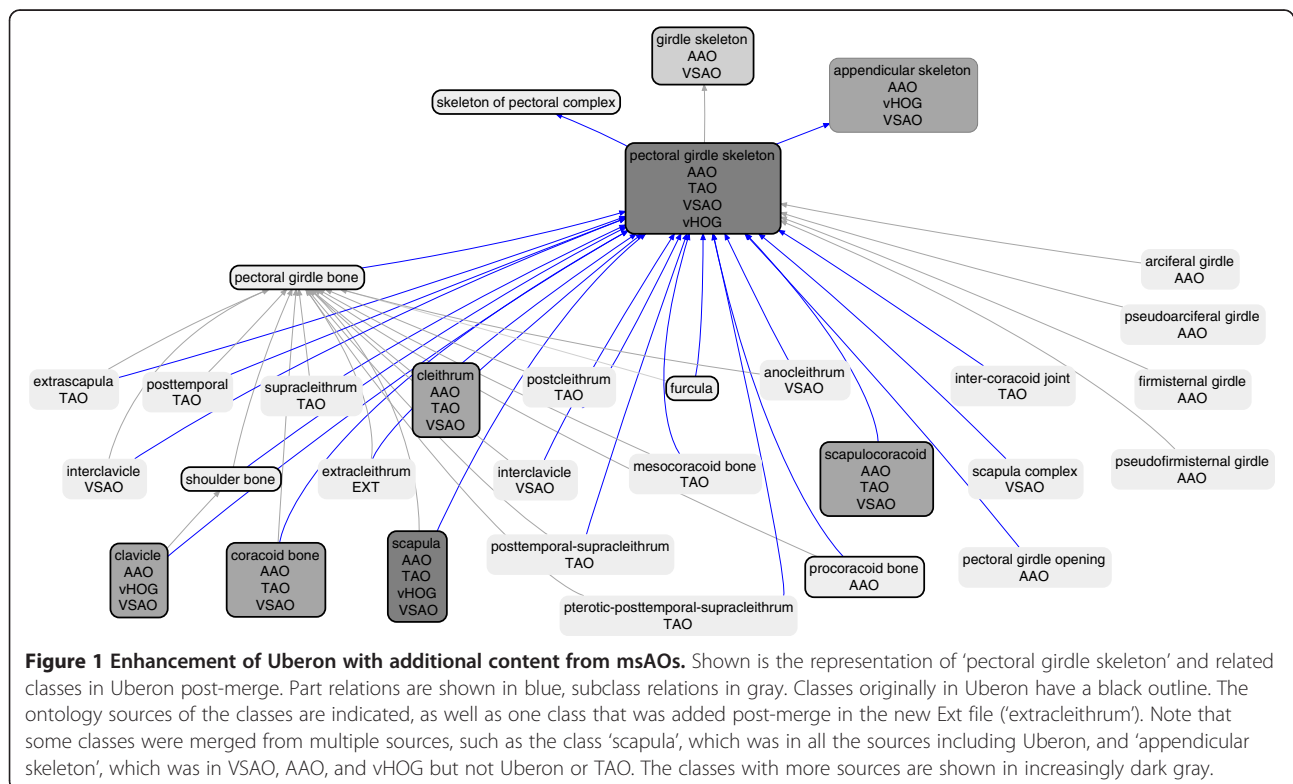 girdle skeleton
AAO
VSAO
appendicular skeleton
AAO
vHOG
VSAO
skeleton of pectoral complex
pectoral girdle skeleton
AAO
TAO
VSAO
vHOG
pectoral girdle bone
arciferal girdle
AAO
pseudoarciferal girdle
AAO
extrascapula
TAO
posttemporal
TAO
supracleithrum
TAO
cleithrum
AAO
TAO
VSAO
postcleithrum
TAO
furcula
anocleithrum
VSAO
inter-coracoid joint
TAO
firmisternal girdle
AAO
interclavicle
VSAO
shoulder bone
extracleithrum
EXT
interclavicle
VSAO
mesocoracoid bone
TAO
scapulocoracoid
AAO
TAO
VSAO
scapula complex
VSAO
pseudofirmisternal girdle
AAO
clavicle
AAO
vHOG
VSAO
coracoid bone
AAO
TAO
VSAO
scapula
AAO
TAO
vHOG
VSAO
posttemporal-supracleithrum
TAO
procoracoid bone
AAO
pectoral girdle opening
AAO
pterotic-posttemporal-supracleithrum
TAO
Figure 1 Enhancement of Uberon with additional content from msAOs. Shown is the representation of ‘pectoral girdle skeleton’ and related
classes in Uberon post-merge. Part relations are shown in blue, subclass relations in gray. Classes originally in Uberon have a black outline. The
ontology sources of the classes are indicated, as well as one class that was added post-merge in the new Ext file (‘extracleithrum’). Note that
some classes were merged from multiple sources, such as the class ‘scapula’, which was in all the sources including Uberon, and ‘appendicular
skeleton’, which was in VSAO, AAO, and vHOG but not Uberon or TAO. The classes with more sources are shown in increasingly dark gray.